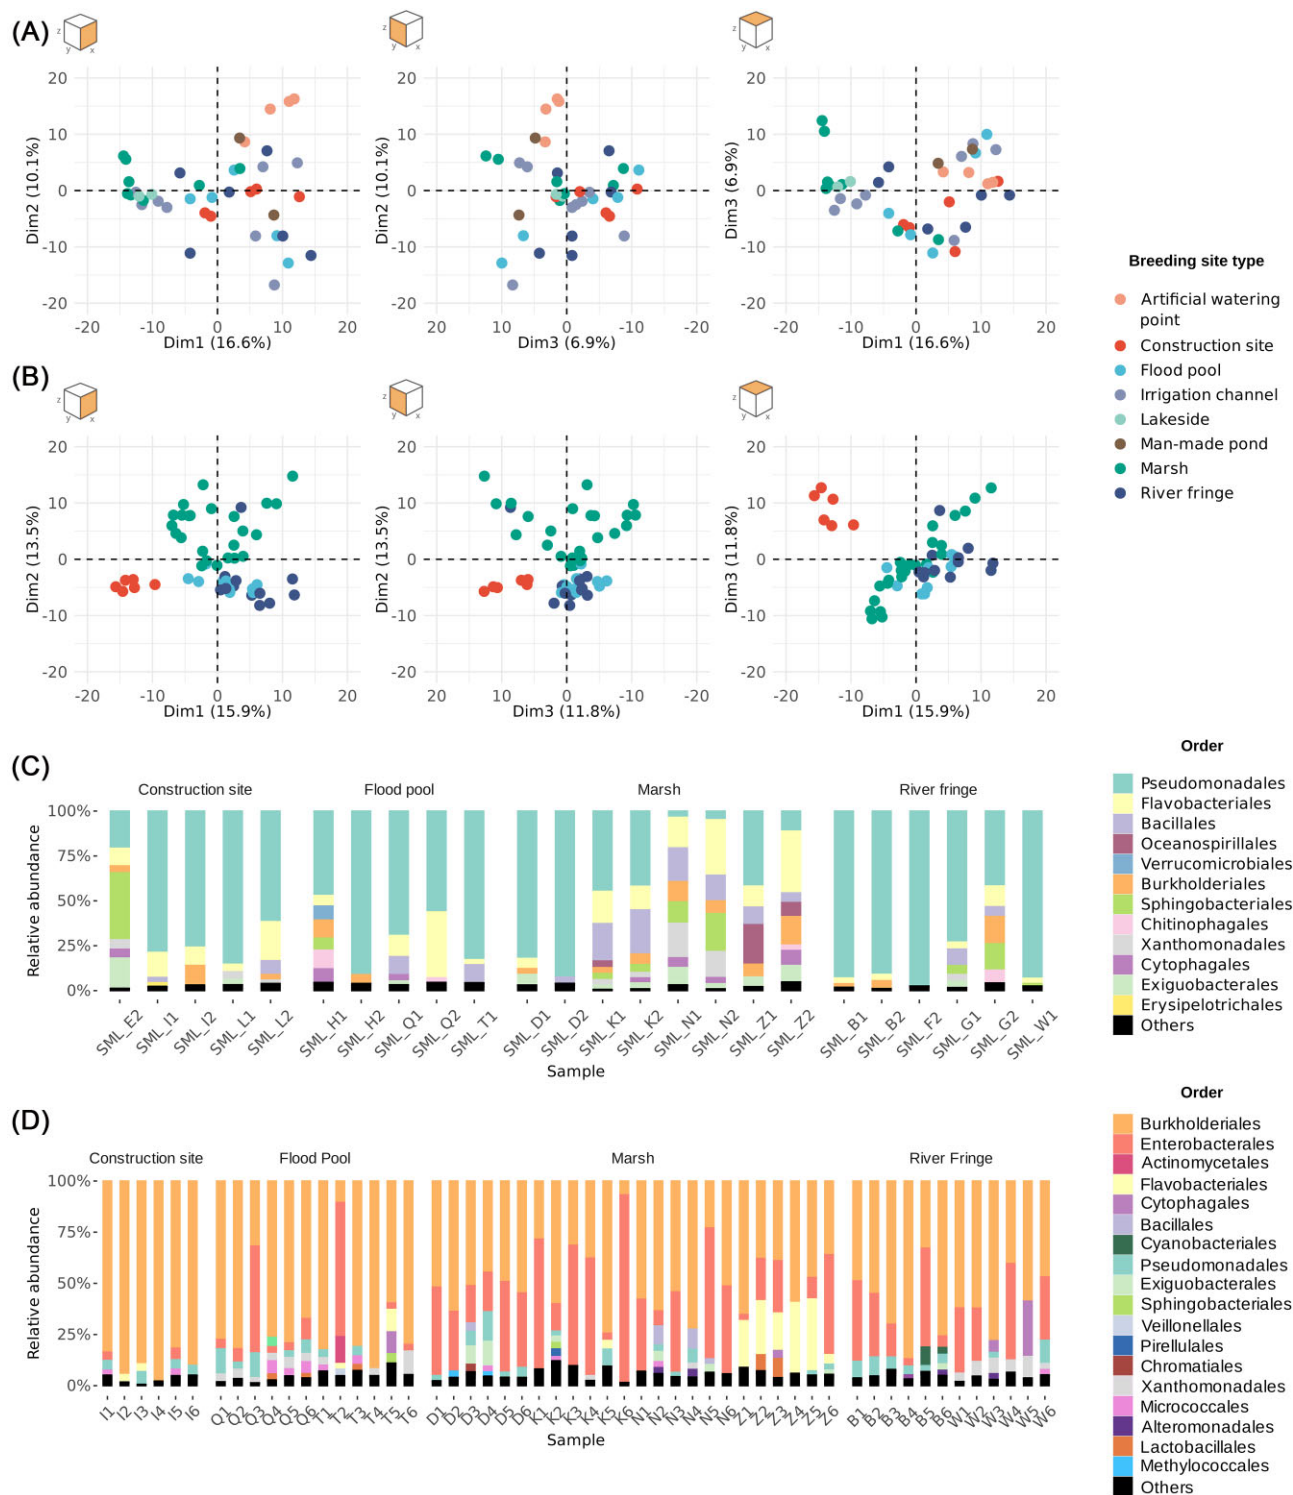 (A)
z
y
x
z
y
x
z
y
x
20
10
0
-10
-20
Dim2 (10.1%)
-20
-10
0
10
20
Dim1 (16.6%)
20
10
0
-10
-20
Dim2 (10.1%)
20
10
0
-10
-20
Dim3 (6.9%)
20
10
0
-10
-20
Dim3 (6.9%)
-20
-10
0
10
20
Dim1 (16.6%)
Breeding site type
Artificial watering
point
Construction site
Flood pool
Irrigation channel
Lakeside
Man-made pond
Marsh
River fringe
(B)
z
y
x
z
y
x
z
y
x
20
10
0
-10
-20
Dim2 (13.5%)
-20
-10
0
10
20
Dim1 (15.9%)
20
10
0
-10
-20
Dim2 (13.5%)
20
10
0
-10
-20
Dim3 (11.8%)
20
10
0
-10
-20
Dim3 (11.8%)
-20
-10
0
10
20
Dim1 (15.9%)
(C)
Construction site
Flood pool
Marsh
River fringe
100%
75%
50%
25%
0%
Relative abundance
SML_E2
SML_I1
SML_I2
SML_L1
SML_L2
SML_H1
SML_H2
SML_Q1
SML_Q2
SML_T1
SML_D1
SML_D2
SML_K1
SML_K2
SML_N1
SML_N2
SML_Z1
SML_Z2
SML_B1
SML_B2
SML_F2
SML_G1
SML_G2
SML_W1
Sample
Order
Pseudomonadales
Flavobacteriales
Bacillales
Oceanospirillales
Verrucomicrobiales
Burkholderiales
Sphingobacteriales
Chitinophagales
Xanthomonadales
Cytophagales
Exiguobacterales
Erysipelotrichales
Others
(D)
Construction site
Flood Pool
Marsh
River Fringe
100%
75%
50%
25%
0%
Relative abundance
I1
I2
I3
I4
I5
I6
Q1
Q2
Q3
Q4
Q5
Q6
T1
T2
T3
T4
T5
T6
D1
D2
D3
D4
D5
D6
K1
K2
K3
K4
K5
K6
N1
N2
N3
N4
N5
N6
Z1
Z2
Z3
Z4
Z5
Z6
B1
B2
B3
B4
B5
B6
W1
W2
W3
W4
W5
W6
Sample
Order
Burkholderiales
Enterobacterales
Actinomycetales
Flavobacteriales
Cytophagales
Bacillales
Cyanobacteriales
Pseudomonadales
Exiguobacterales
Sphingobacteriales
Veillonellales
Pirellulales
Chromatiales
Xanthomonadales
Micrococcales
Alteromonadales
Lactobacillales
Methylococcales
Others